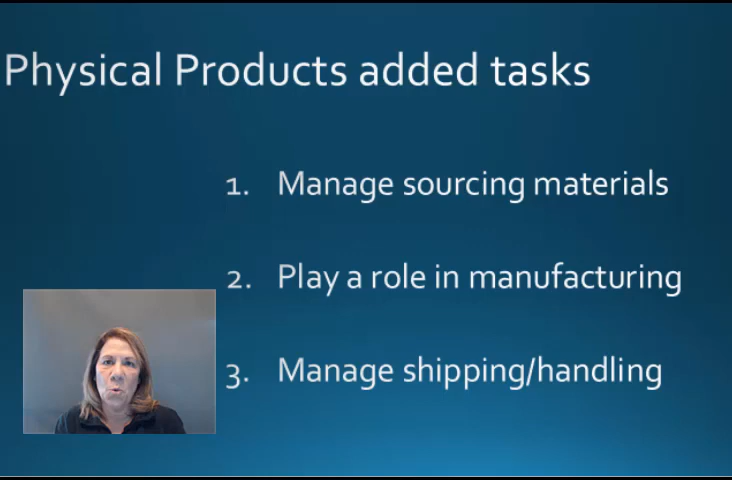 Physical Products added tasks
1. Manage sourcing materials
2. Play a role in manufacturing
3. Manage shipping/handling